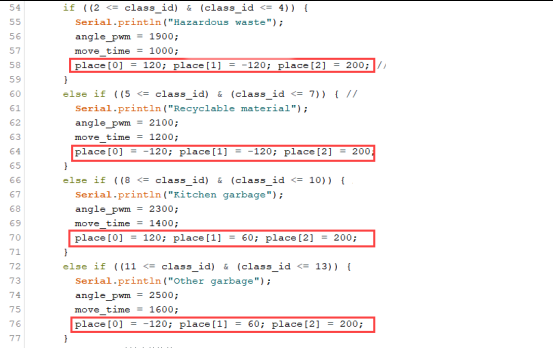 54 if ((2 <= class_id) & (class_id <= 4)) {
55 Serial.println("Hazardous waste");
56 angle_pwm = 1900;
57 move_time = 1000;
58 place[0] = 120; place[1] = -120; place[2] = 200; //
59 }
60 else if ((5 <= class_id) & (class_id <= 7)) { //
61 Serial.println("Recyclable material");
62 angle_pwm = 2100;
63 move_time = 1200;
64 place[0] = -120; place[1] = -120; place[2] = 200;
65 }
66 else if ((8 <= class_id) & (class_id <= 10)) {
67 Serial.println("Kitchen garbage");
68 angle_pwm = 2300;
69 move_time = 1400;
70 place[0] = 120; place[1] = 60; place[2] = 200;
71 }
72 else if ((11 <= class_id) & (class_id <= 13)) {
73 Serial.println("Other garbage");
74 angle_pwm = 2500;
75 move_time = 1600;
76 place[0] = -120; place[1] = 60; place[2] = 200;
77 }